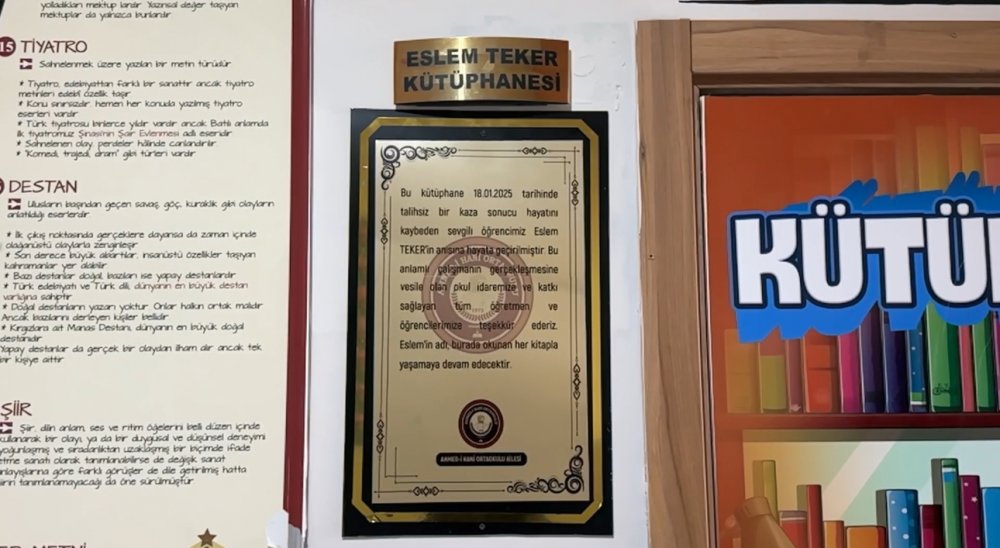 yolladıkları mektup lardır. Yazınsal değer taşıyan
mektuplar da yalnızca bunlardır
15 TİYATRO
Sahnelenmek üzere yazılan bir metin türüdür
* Tiyatro, edebiyattan farklı bir sanattır ancak tiyatro
metinleri edebî özellik taşır
* Konu sınırsızdır, hemen her konuda yazılmış tiyatro
eserleri vardır
* Türk tiyatrosu binlerce yıldır vardır ancak Batılı anlamda
ilk tiyatromuz Şinasi'nin Şair Evlenmesi adlı eseridir
* Sahnelenen olay, perdeler hâlinde canlandırılır.
* "Komedi, trajedi, dram" gibi türleri vardır
DESTAN
Ulusların başından geçen savaş, göç, kuraklık gibi olayların
anlatıldığı eserlerdir.
* İlk çıkış noktasında gerçeklere dayansa da zaman içinde
olağanüstü olaylarla zenginleşir
* Son derece büyük abartılar, insanüstü özellikler taşıyan
kahramanlar yer alabilir
* Bazı destanlar doğal, bazıları ise yapay destanlardır
* Türk edebiyatı ve Türk dili, dünyanın en büyük destan
varlığına sahiptir
* Doğal destanların yazarı yoktur. Onlar halkın ortak malıdır.
Ancak bazılarını derleyen kişiler bellidir.
* Kırgızlara ait Manas Destanı, dünyanın en büyük doğal
destanıdır
Yapay destanlar da gerçek bir olaydan ilham alır ancak tek
bir kişiye aittir
ŞİİR
Şiir, dilin anlam, ses ve ritim öğelerini belli düzen içinde
kullanarak bir olayı, ya da bir duygusal ve düşünsel deneyimi
yoğunlaşmış ve sıradanlıktan uzaklaşmış bir biçimde ifade
etme sanatı olarak tanımlanabilirse de değişik sanat
anlayışlarına göre farklı görüşler de dile getirilmiş hatta
şiirin tanımlanamayacağı da öne sürülmüştür
ESLEM TEKER
KÜTÜPHANESİ
Bu kütüphane 18.01.2025 tarihinde
talihsiz bir kaza sonucu hayatını
kaybeden sevgili öğrencimiz Eslem
TEKER'in anısına hayata geçirilmiştir. Bu
anlamlı çalışmanın gerçekleşmesine
vesile olan okul idaremize ve katkı
sağlayan tüm öğretmen ve
öğrencilerimize teşekkür ederiz.
Eslem'in adı, burada okunan her kitapla
yaşamaya devam edecektir.
AHMED-İ HANİ ORTAOKULU AİLESİ
KÜTÜ